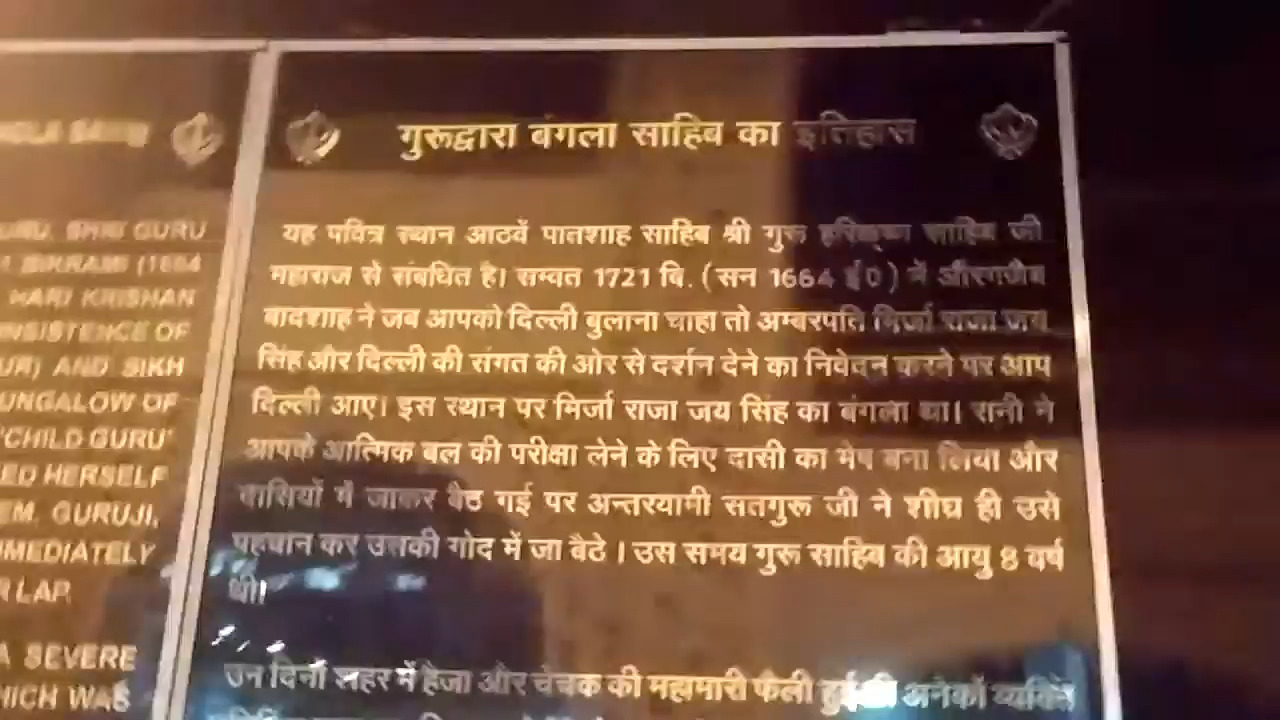 GURU, SHRI GURU
BIKRAMI (1664
HARI KRISHAN
INSISTENCE OF
AND SIKH
BUNGALOW OF
"CHILD GURU"
HERSELF
GURUJI,
IMMEDIATELY
LAP.
A SEVERE
WHICH WAS
गुरूद्वारा बंगला साहिब का इतिहास
यह पवित्र स्थान आठवें पातशाह साहिब श्री गुरू हरिकृष्ण साहिब जी
महाराज से संबधित है। सम्वत 1721 बि. (सन 1664 ई0) में औरंगजैब
बादशाह ने जब आपको दिल्ली बुलाना चाहा तो अम्बरपति मिर्जा राजा जय
सिंह और दिल्ली की संगत की ओर से दर्शन देने का निवेदन करने पर आप
दिल्ली आए। इस स्थान पर मिर्जा राजा जय सिंह का बंगला था। रानी ने
आपके आत्मिक बल की परीक्षा लेने के लिए दासी का भेष बना लिया और
दासियों में जाकर बैठ गई पर अन्तरयामी सतगुरू जी ने शीघ्र ही उसे
पहचान कर उसकी गोद में जा बैठे । उस समय गुरू साहिब की आयु 8 वर्ष
थी।
उन दिनों शहर में हैजा और चेचक की महामारी फैली हुई थी अनेकों व्यक्ति